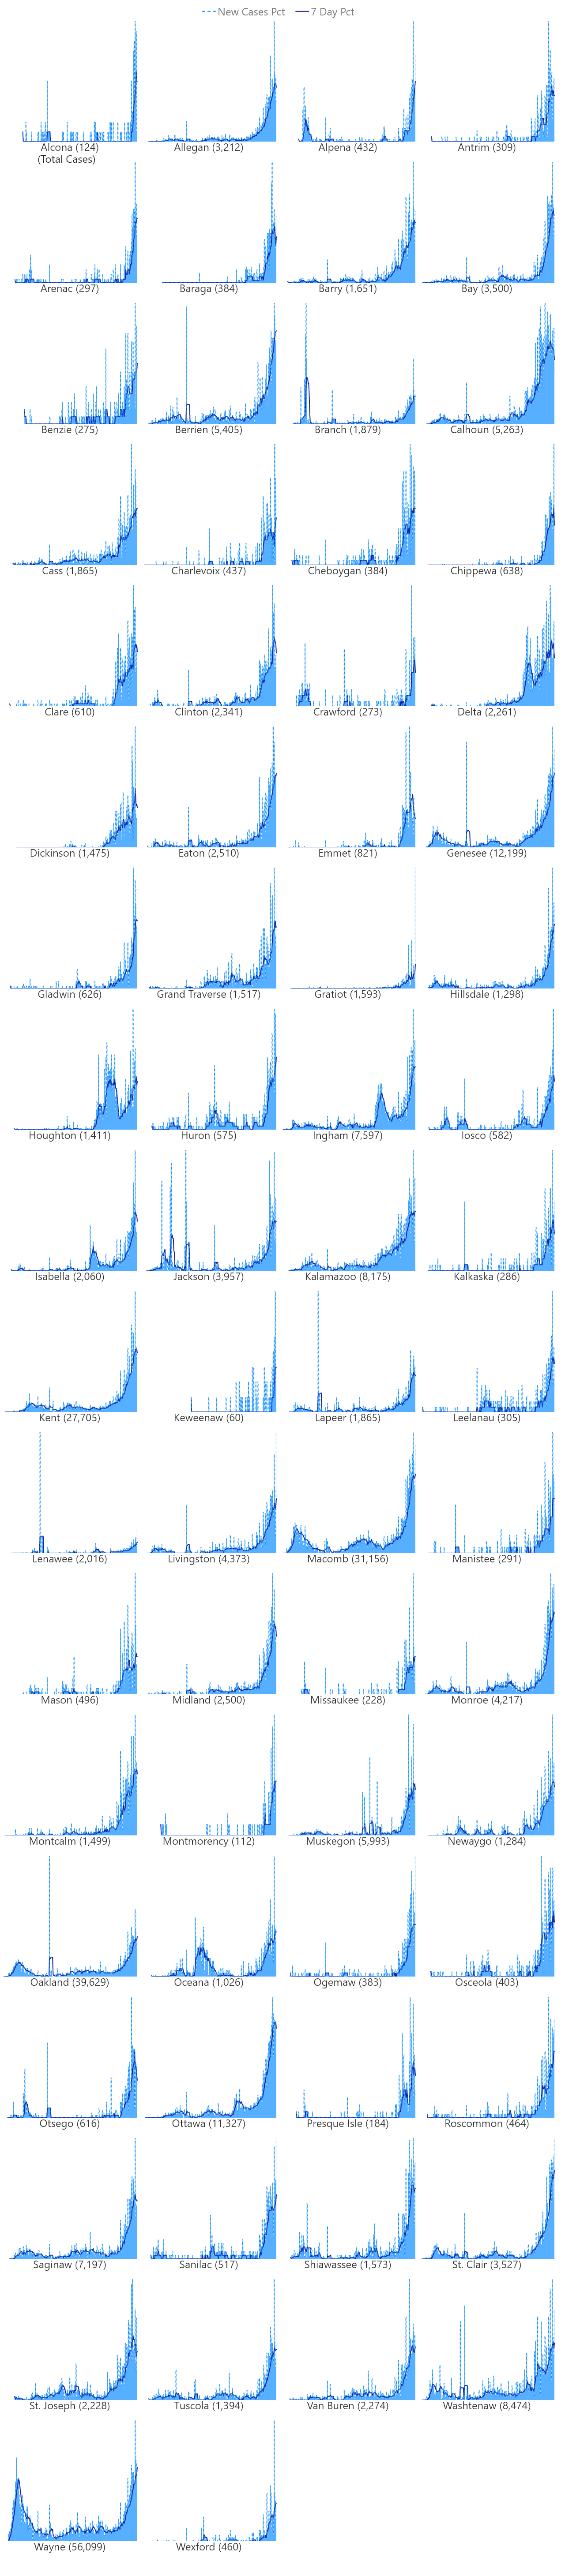 New Cases Pct 7 Day Pct
Alcona (124) Allegan (3,212) Alpena (432) Antrim (309)
(Total Cases)
Arenac (297) Baraga (384) Barry (1,651) Bay (3,500)
Benzie (275) Berrien (5,405) Branch (1,879) Calhoun (5,263)
Cass (1,865) Charlevoix (437) Cheboygan (384) Chippewa (638)
Clare (610) Clinton (2,341) Crawford (273) Delta (2,261)
Dickinson (1,475) Eaton (2,510) Emmet (821) Genesee (12,199)
Gladwin (626) Grand Traverse (1,517) Gratiot (1,593) Hillsdale (1,298)
Houghton (1,411) Huron (575) Ingham (7,597) Iosco (582)
Isabella (2,060) Jackson (3,957) Kalamazoo (8,175) Kalkaska (286)
Kent (27,705) Keweenaw (60) Lapeer (1,865) Leelanau (305)
Lenawee (2,016) Livingston (4,373) Macomb (31,156) Manistee (291)
Mason (496) Midland (2,500) Missaukee (228) Monroe (4,217)
Montcalm (1,499) Montmorency (112) Muskegon (5,993) Newaygo (1,284)
Oakland (39,629) Oceana (1,026) Ogemaw (383) Osceola (403)
Otsego (616) Ottawa (11,327) Presque Isle (184) Roscommon (464)
Saginaw (7,197) Sanilac (517) Shiawassee (1,573) St. Clair (3,527)
St. Joseph (2,228) Tuscola (1,394) Van Buren (2,274) Washtenaw (8,474)
Wayne (56,099) Wexford (460)